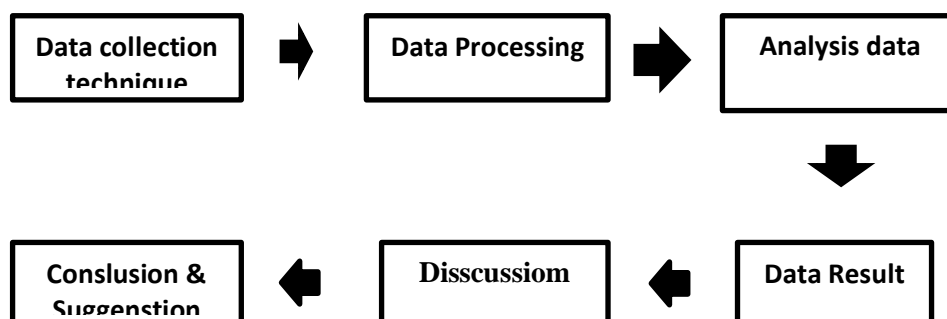 Data collection
technique
Data Processing
Analysis data
Data Result
Disscussiom
Conslusion &
Suggenstion